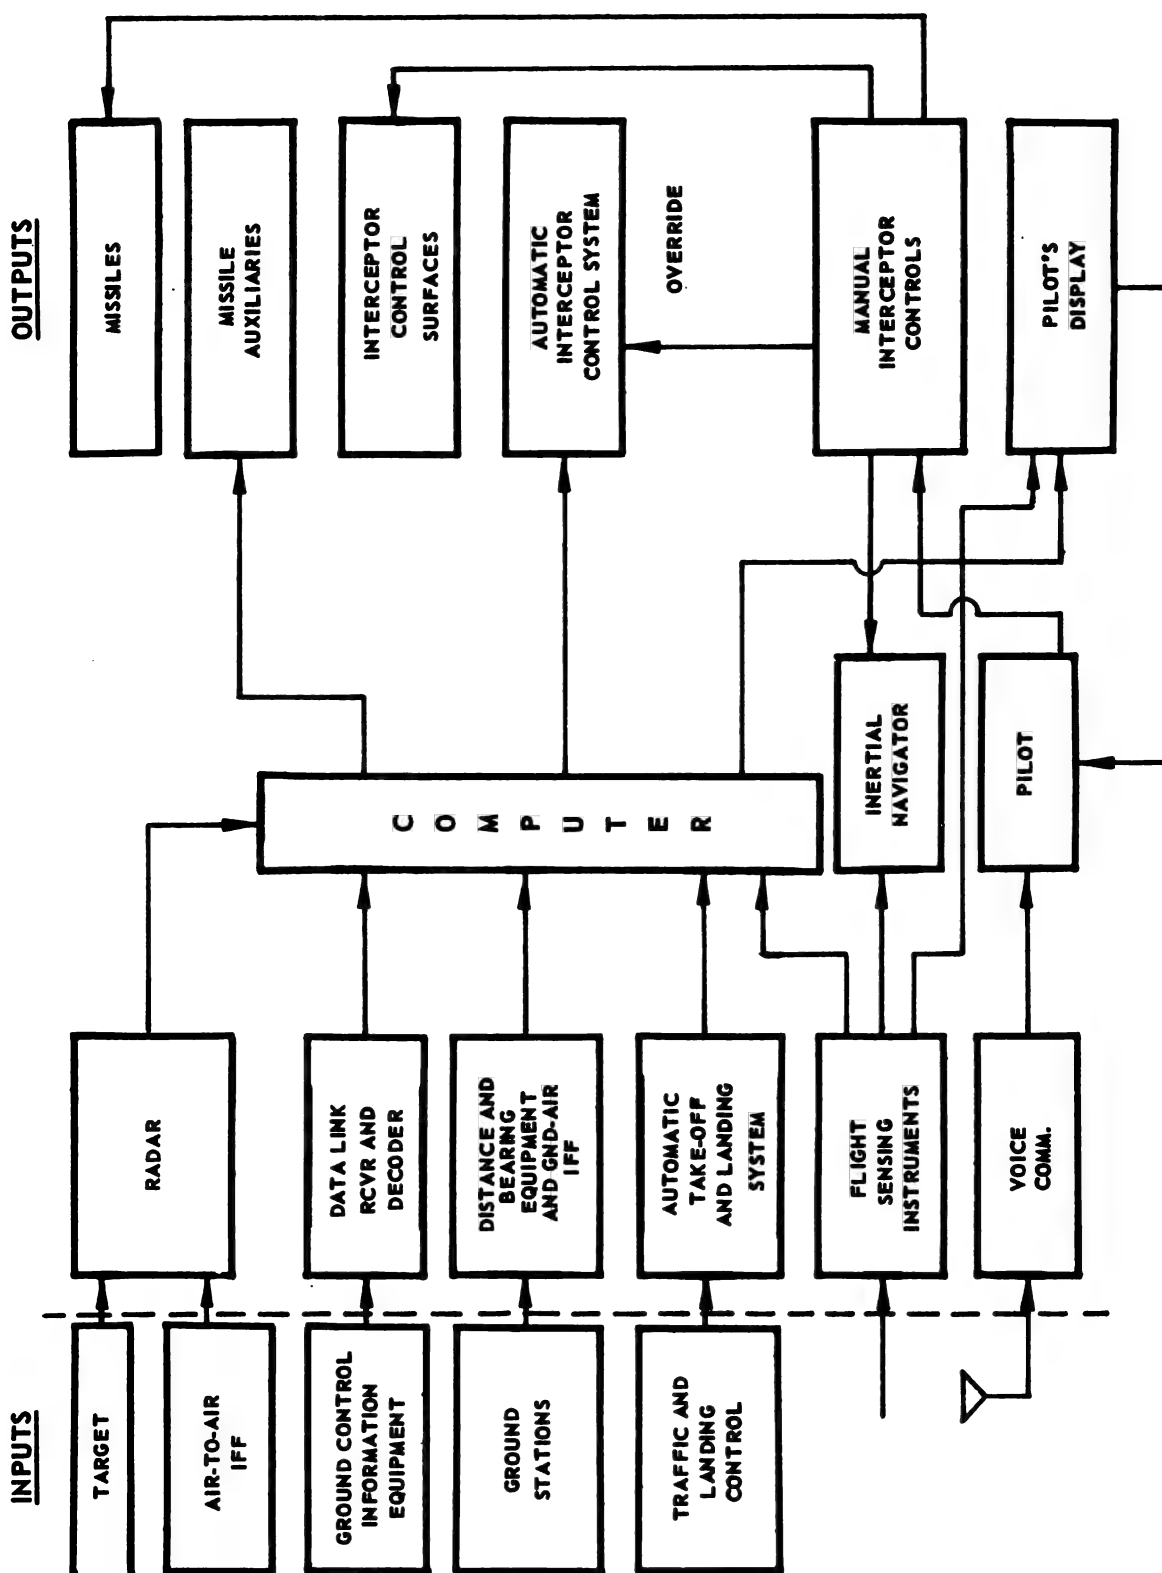 INPUTS
OUTPUTS
TARGET
AIR-TO-AIR
IFF
GROUND CONTROL
INFORMATION
EQUIPMENT
GROUND
STATIONS
TRAFFIC AND
LANDING
CONTROL
RADAR
DATA LINK
RCVR AND
DECODER
DISTANCE AND
BEARING
EQUIPMENT
AND GND-AIR
IFF
AUTOMATIC
TAKE-OFF
AND LANDING
SYSTEM
FLIGHT
SENSING
INSTRUMENTS
VOICE
COMM.
COMPUTER
INERTIAL
NAVIGATOR
PILOT
MISSILES
MISSILE
AUXILIARIES
INTERCEPTOR
CONTROL
SURFACES
AUTOMATIC
INTERCEPTOR
CONTROL SYSTEM
OVERRIDE
MANUAL
INTERCEPTOR
CONTROLS
PILOT'S
DISPLAY